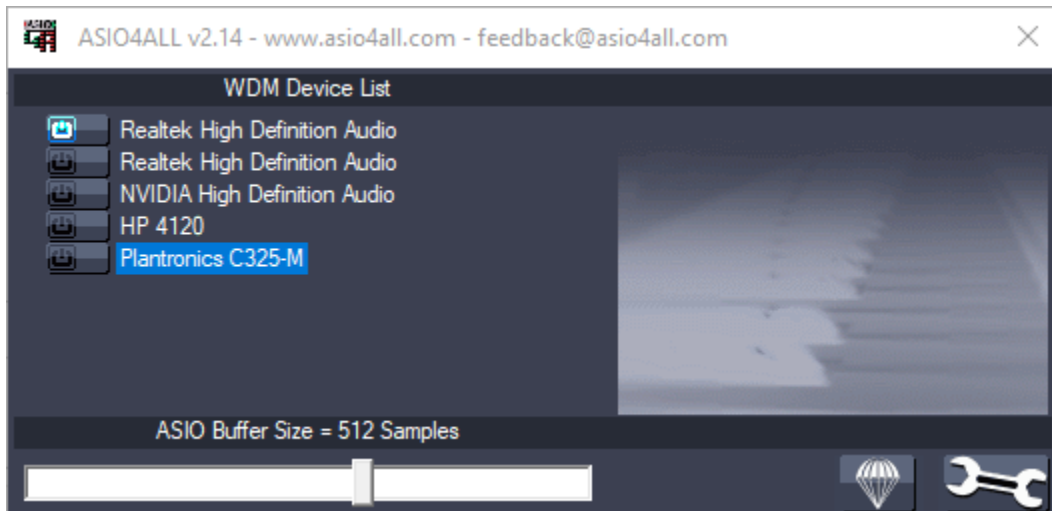 ASIO4ALL v2.14 - www.asio4all.com - feedback@asio4all.com
WDM Device List
Realtek High Definition Audio
Realtek High Definition Audio
NVIDIA High Definition Audio
HP 4120
Plantronics C325-M
ASIO Buffer Size = 512 Samples